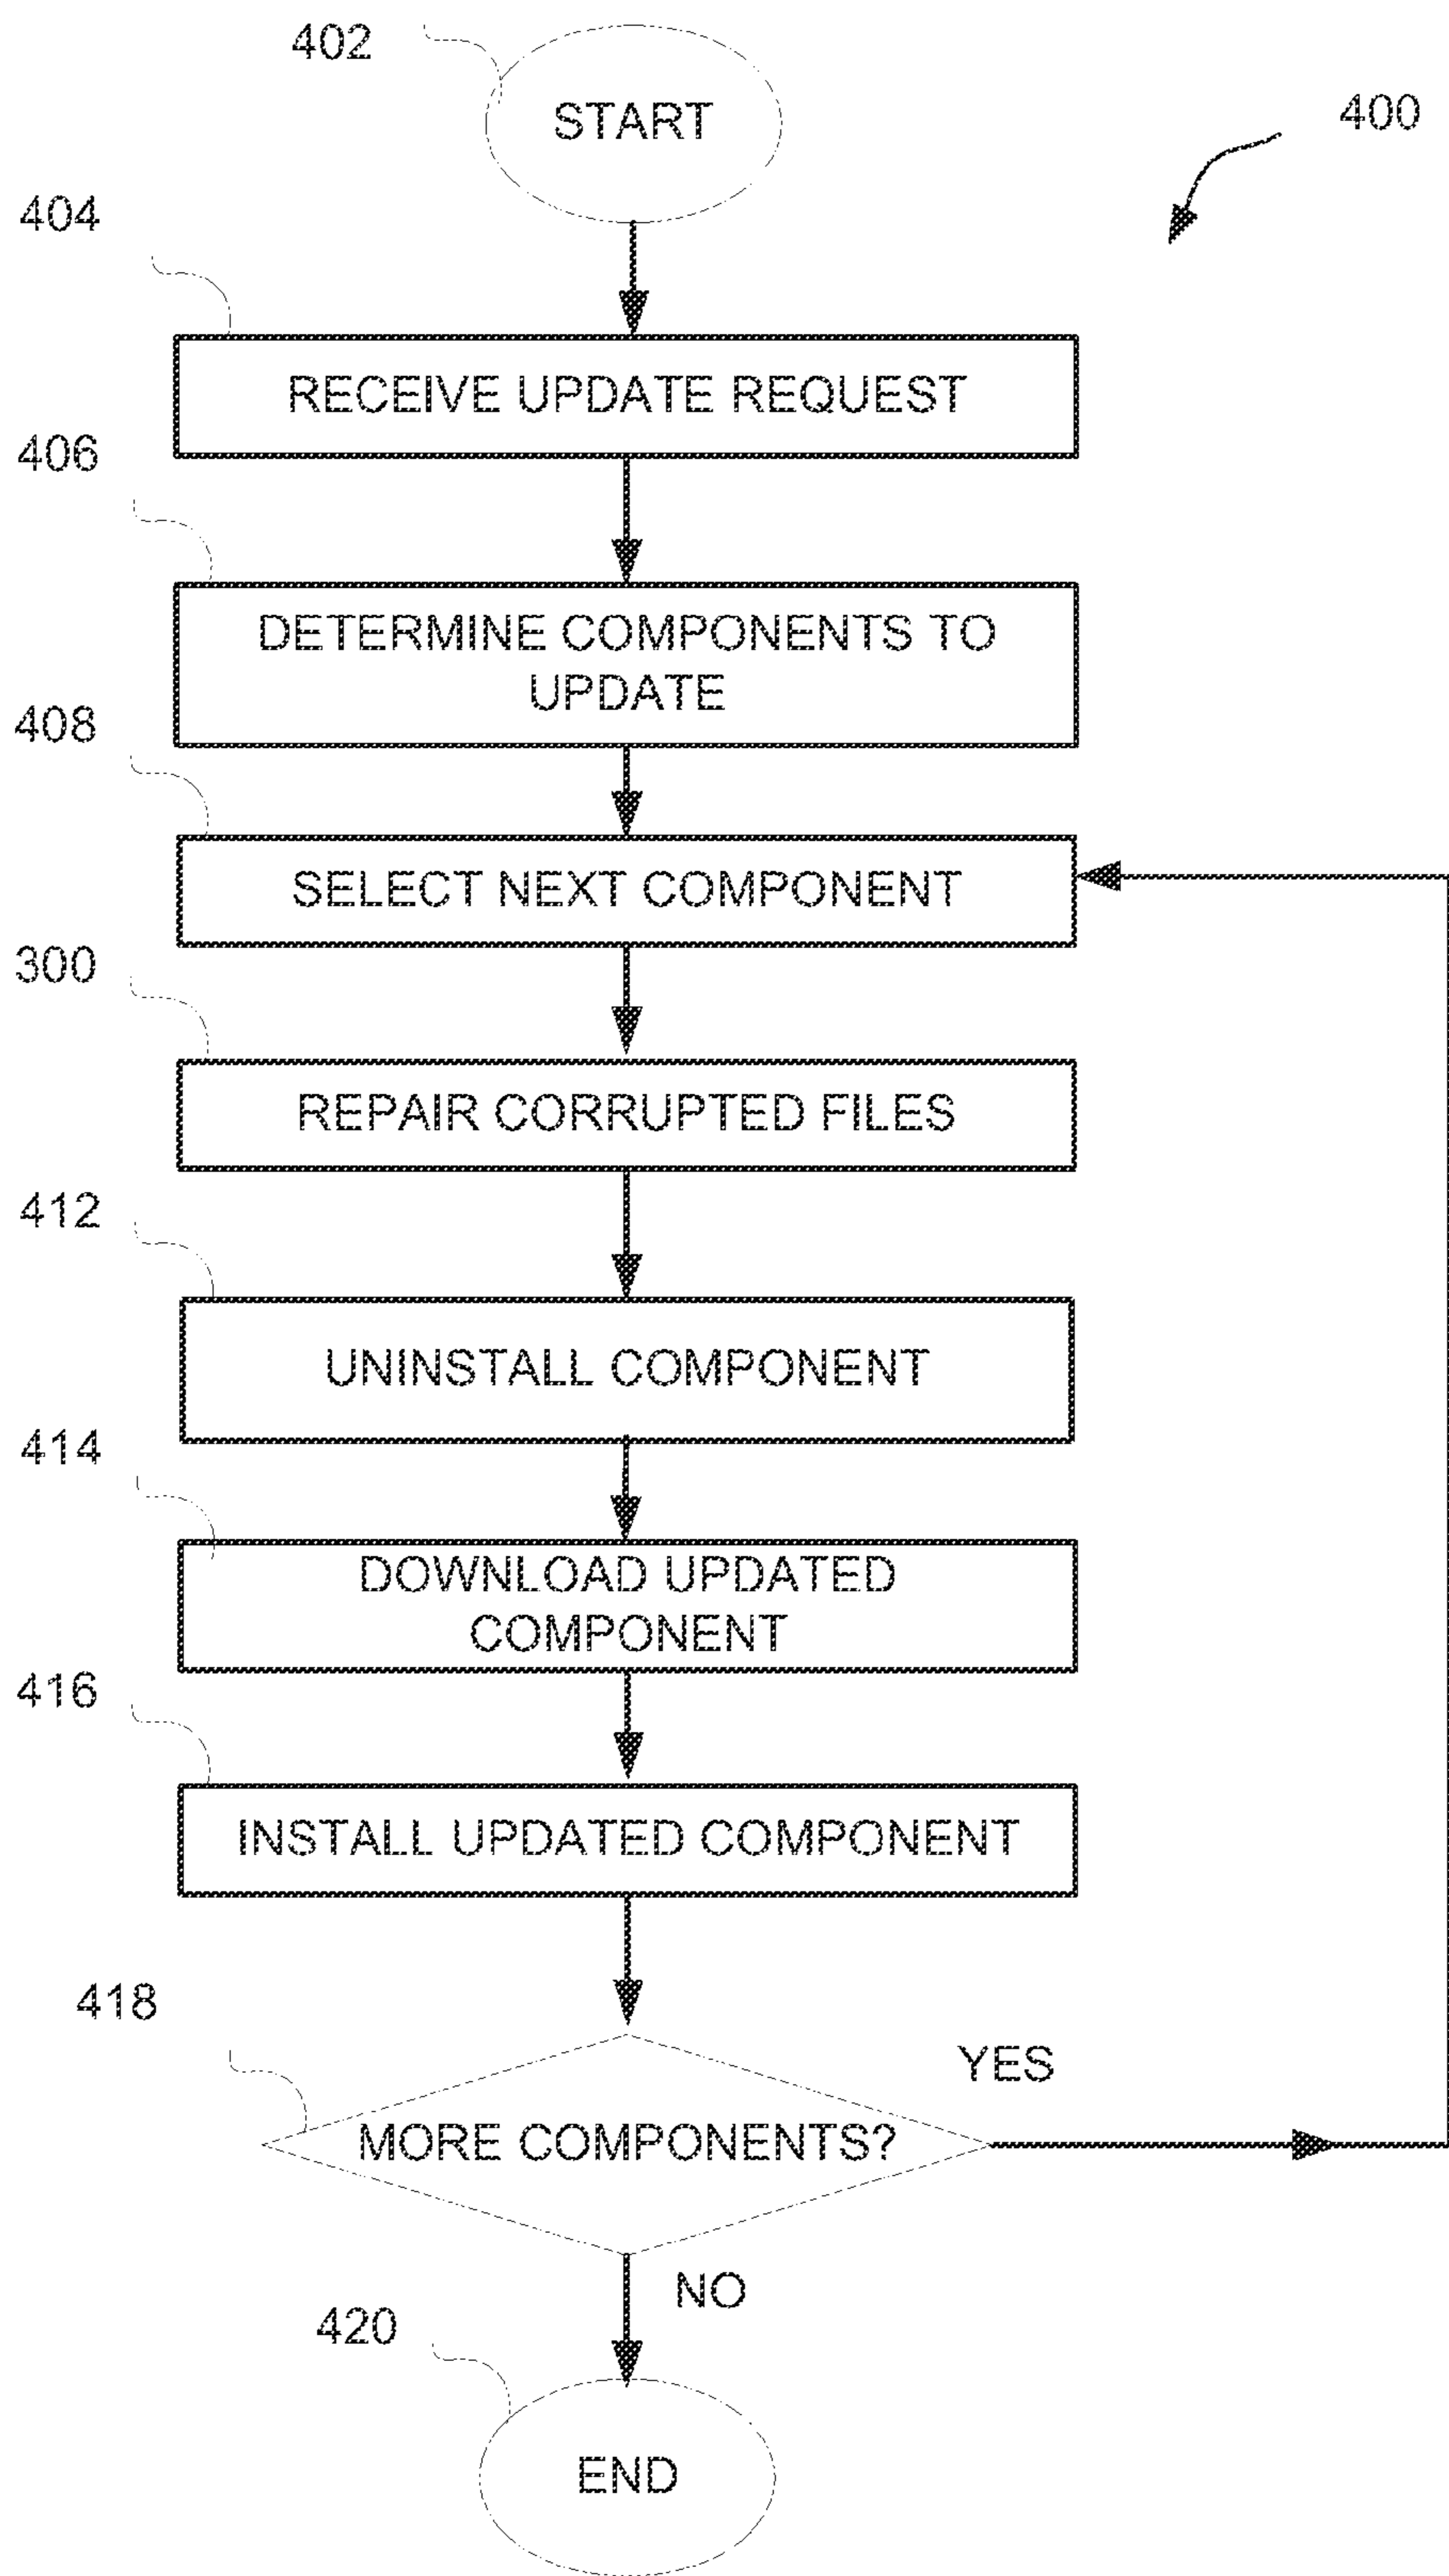 402
START
400
404
RECEIVE UPDATE REQUEST
406
DETERMINE COMPONENTS TO
UPDATE
408
SELECT NEXT COMPONENT
300
REPAIR CORRUPTED FILES
412
UNINSTALL COMPONENT
414
DOWNLOAD UPDATED
COMPONENT
416
INSTALL UPDATED COMPONENT
418
YES
MORE COMPONENTS?
NO
420
END